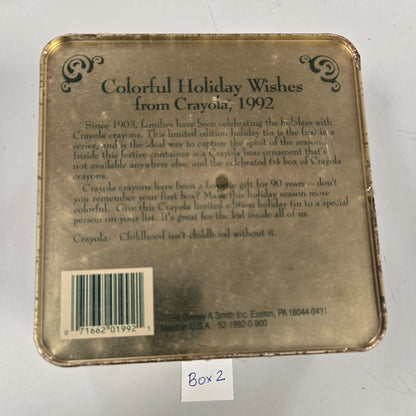 Colorful Holiday Wishes
from Crayola, 1992
Since 1903, families have been celebrating the holidays with
Crayola crayons. This limited edition holiday tin is the first in a
series, and is the ideal way to capture the spirit of the season.
Inside this festive container is a Crayola bear ornament that's
not available anywhere else, and the celebrated 64 box of Crayola
crayons.
Crayola crayons have been a favorite gift for 90 years — don't
you remember your first box? Make this holiday season more
colorful. Give this Crayola limited edition holiday tin to a special
person on your list. It's great for the kid inside all of us.
Crayola. Childhood isn't childhood without it.
0 71662 01992 1
1992 Binney & Smith Inc. Easton, PA 18044-0431
Made in U.S.A. 52-1992-0-900
Box 2